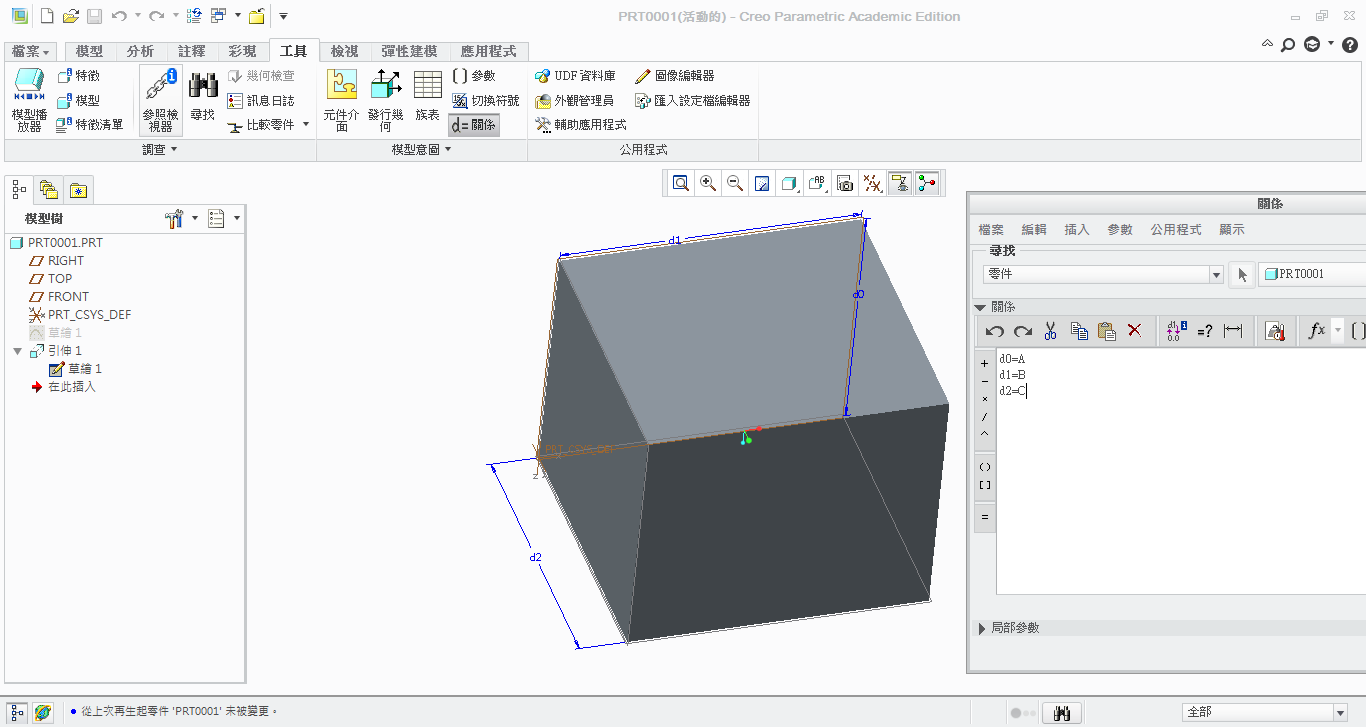 PRT0001(活動的) - Creo Parametric Academic Edition
檔案 模型 分析 註釋 彩現 工具 檢視 彈性建模 應用程式
模型播放器
特徵
模型
特徵清單
參照檢視器
尋找
幾何檢查
訊息日誌
比較零件
調查
元件介面
發行幾何
族表
( ) 參數
切換符號
d= 關係
模型意圖
UDF 資料庫
外觀管理員
輔助應用程式
圖像編輯器
匯入設定檔編輯器
公用程式
模型樹
PRT0001.PRT
RIGHT
TOP
FRONT
PRT_CSYS_DEF
草繪 1
引伸 1
草繪 1
在此插入
d1
d0
PRT_CSYS_DEF
Z
d2
關係
檔案 編輯 插入 參數 公用程式 顯示
尋找
零件
PRT0001
關係
=?
fx
+
-
×
/
^
()
[]
=
d0=A
d1=B
d2=C
局部參數
從上次再生起零件 'PRT0001' 未被變更。
全部